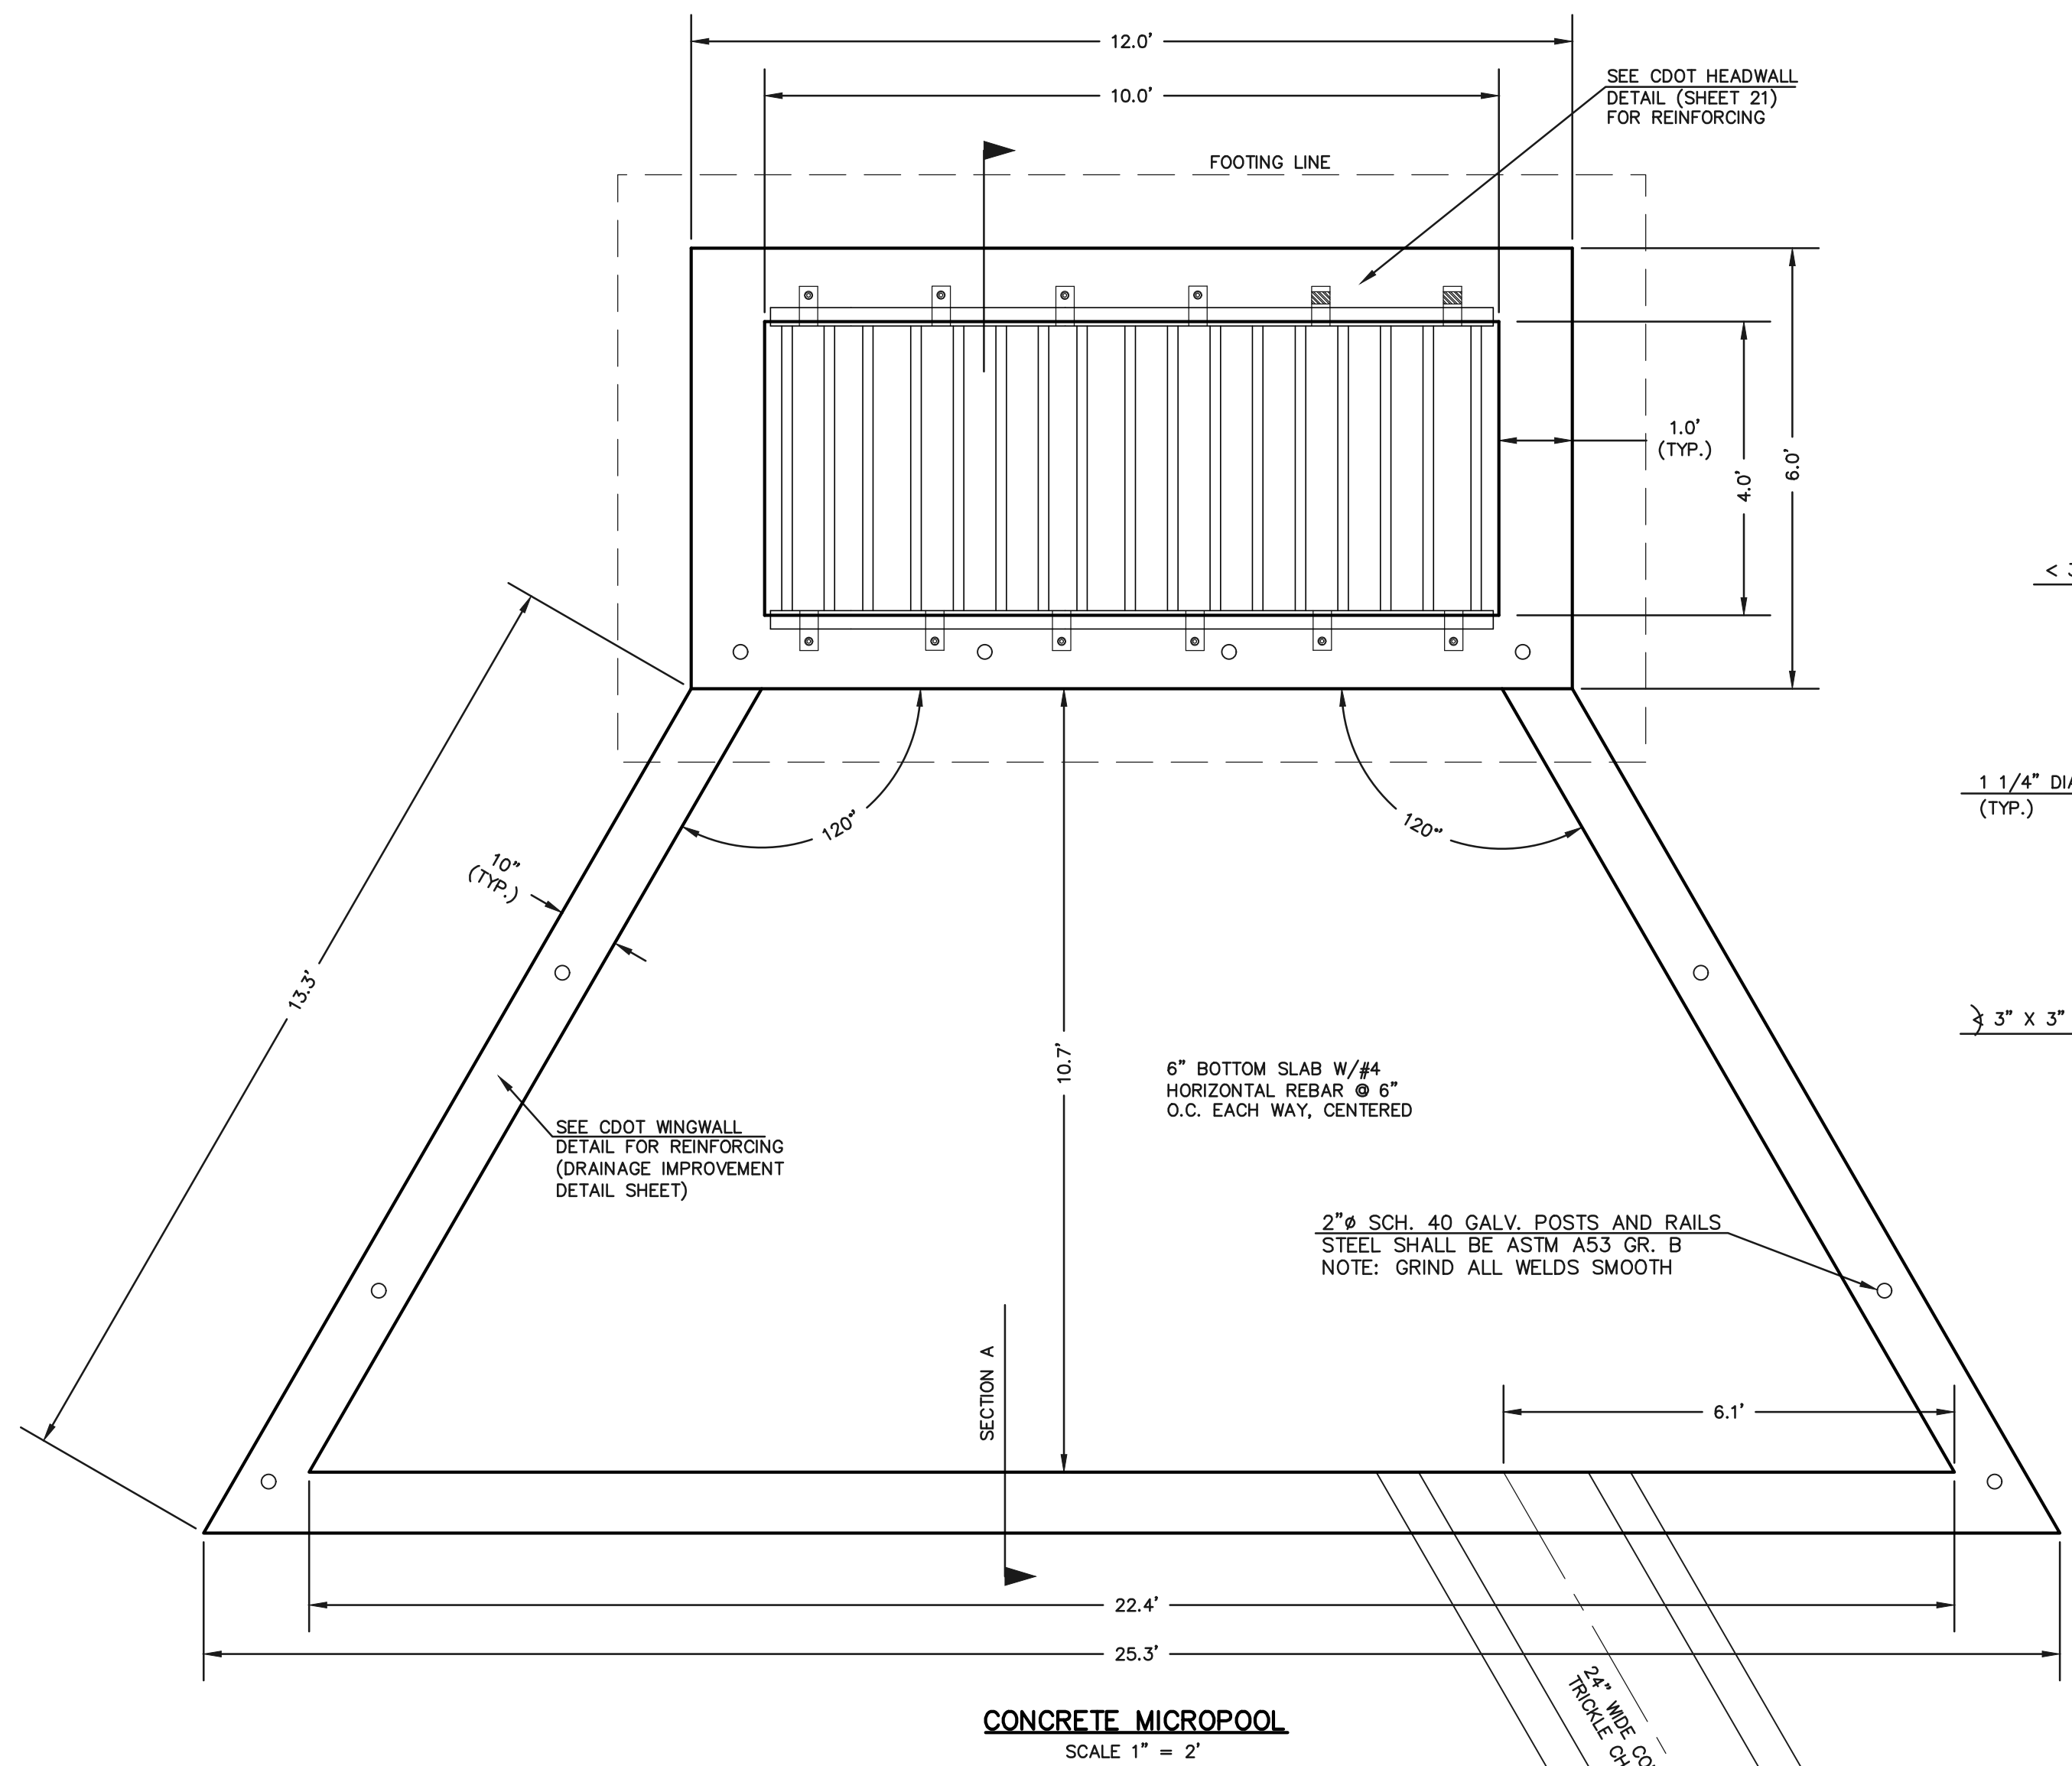 12.0'
10.0'
SEE CDOT HEADWALL
DETAIL (SHEET 21)
FOR REINFORCING
FOOTING LINE
1.0'
(TYP.)
4.0'
6.0'
< 3
1 1/4" DIA
(TYP.)
120°
120°
10"
(TYP.)
13.3'
10.7'
< 3" X 3"
6" BOTTOM SLAB W/#4
HORIZONTAL REBAR @ 6"
O.C. EACH WAY, CENTERED
SEE CDOT WINGWALL
DETAIL FOR REINFORCING
(DRAINAGE IMPROVEMENT
DETAIL SHEET)
2"ø SCH. 40 GALV. POSTS AND RAILS
STEEL SHALL BE ASTM A53 GR. B
NOTE: GRIND ALL WELDS SMOOTH
SECTION A
6.1'
22.4'
25.3'
24" WIDE CO
TRICKLE CH
CONCRETE MICROPOOL
SCALE 1" = 2'